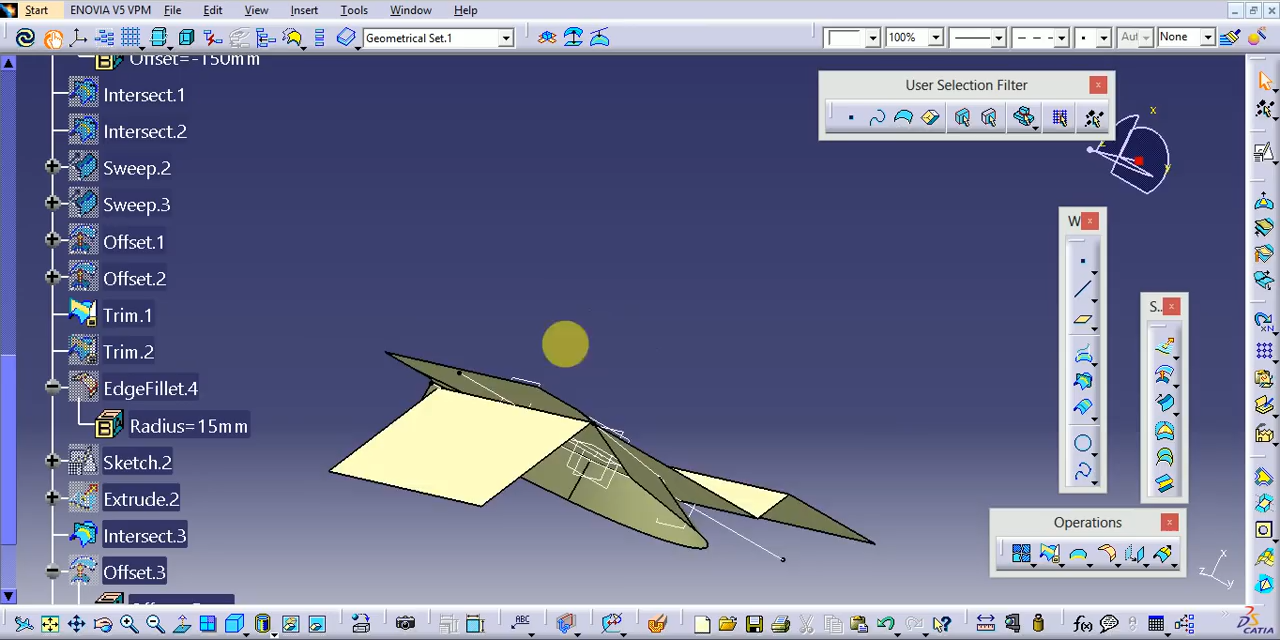 Start ENOVIA V5 VPM File Edit View Insert Tools Window Help
Geometrical Set.1 100% Aut None
Offset=-150mm
User Selection Filter
Intersect.1
x
Intersect.2
Sweep.2
y
Sweep.3
W
Offset.1
Offset.2
S..
Trim.1
Trim.2
EdgeFillet.4
Radius=15mm
Sketch.2
Extrude.2
Operations
Intersect.3
Offset.3
x
z
y
ABC
f(x)
CATIA